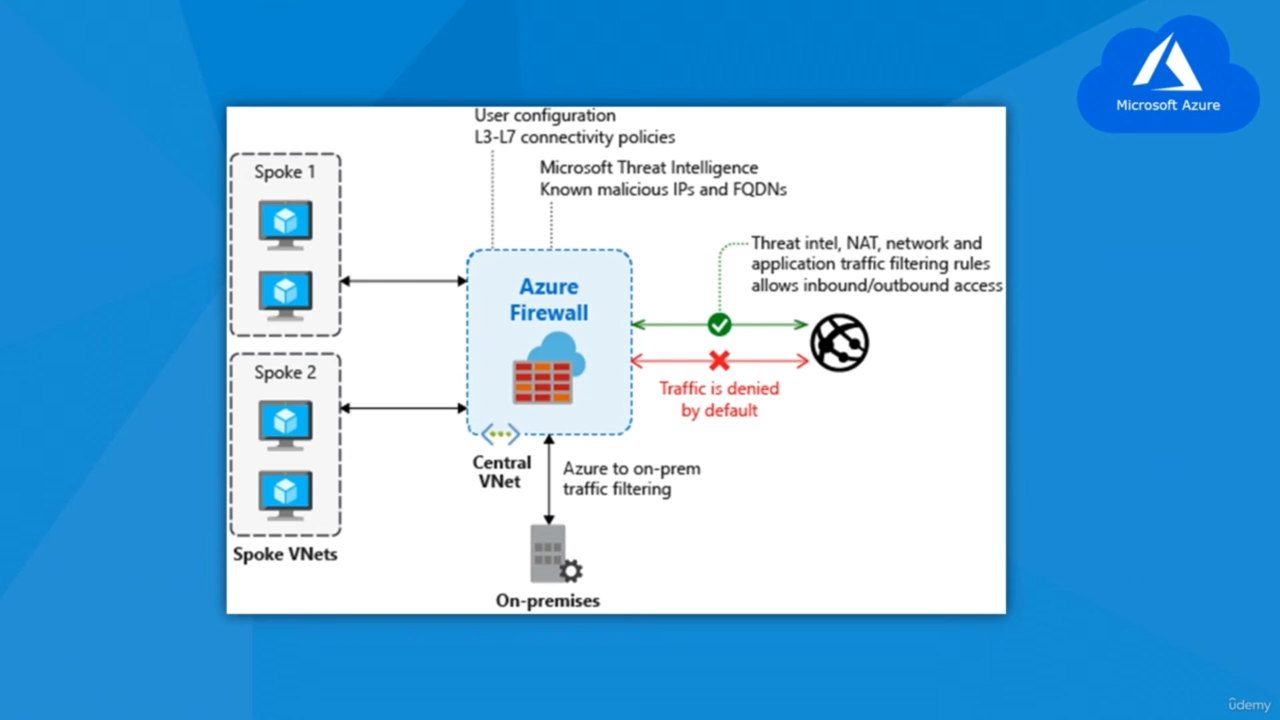 Microsoft Azure
User configuration
L3-L7 connectivity policies
Microsoft Threat Intelligence
Known malicious IPs and FQDNs
Spoke 1
Threat intel, NAT, network and
application traffic filtering rules
allows inbound/outbound access
Azure
Firewall
Spoke 2
Traffic is denied
by default
Central
VNet
Azure to on-prem
traffic filtering
Spoke VNets
On-premises
ûdemy